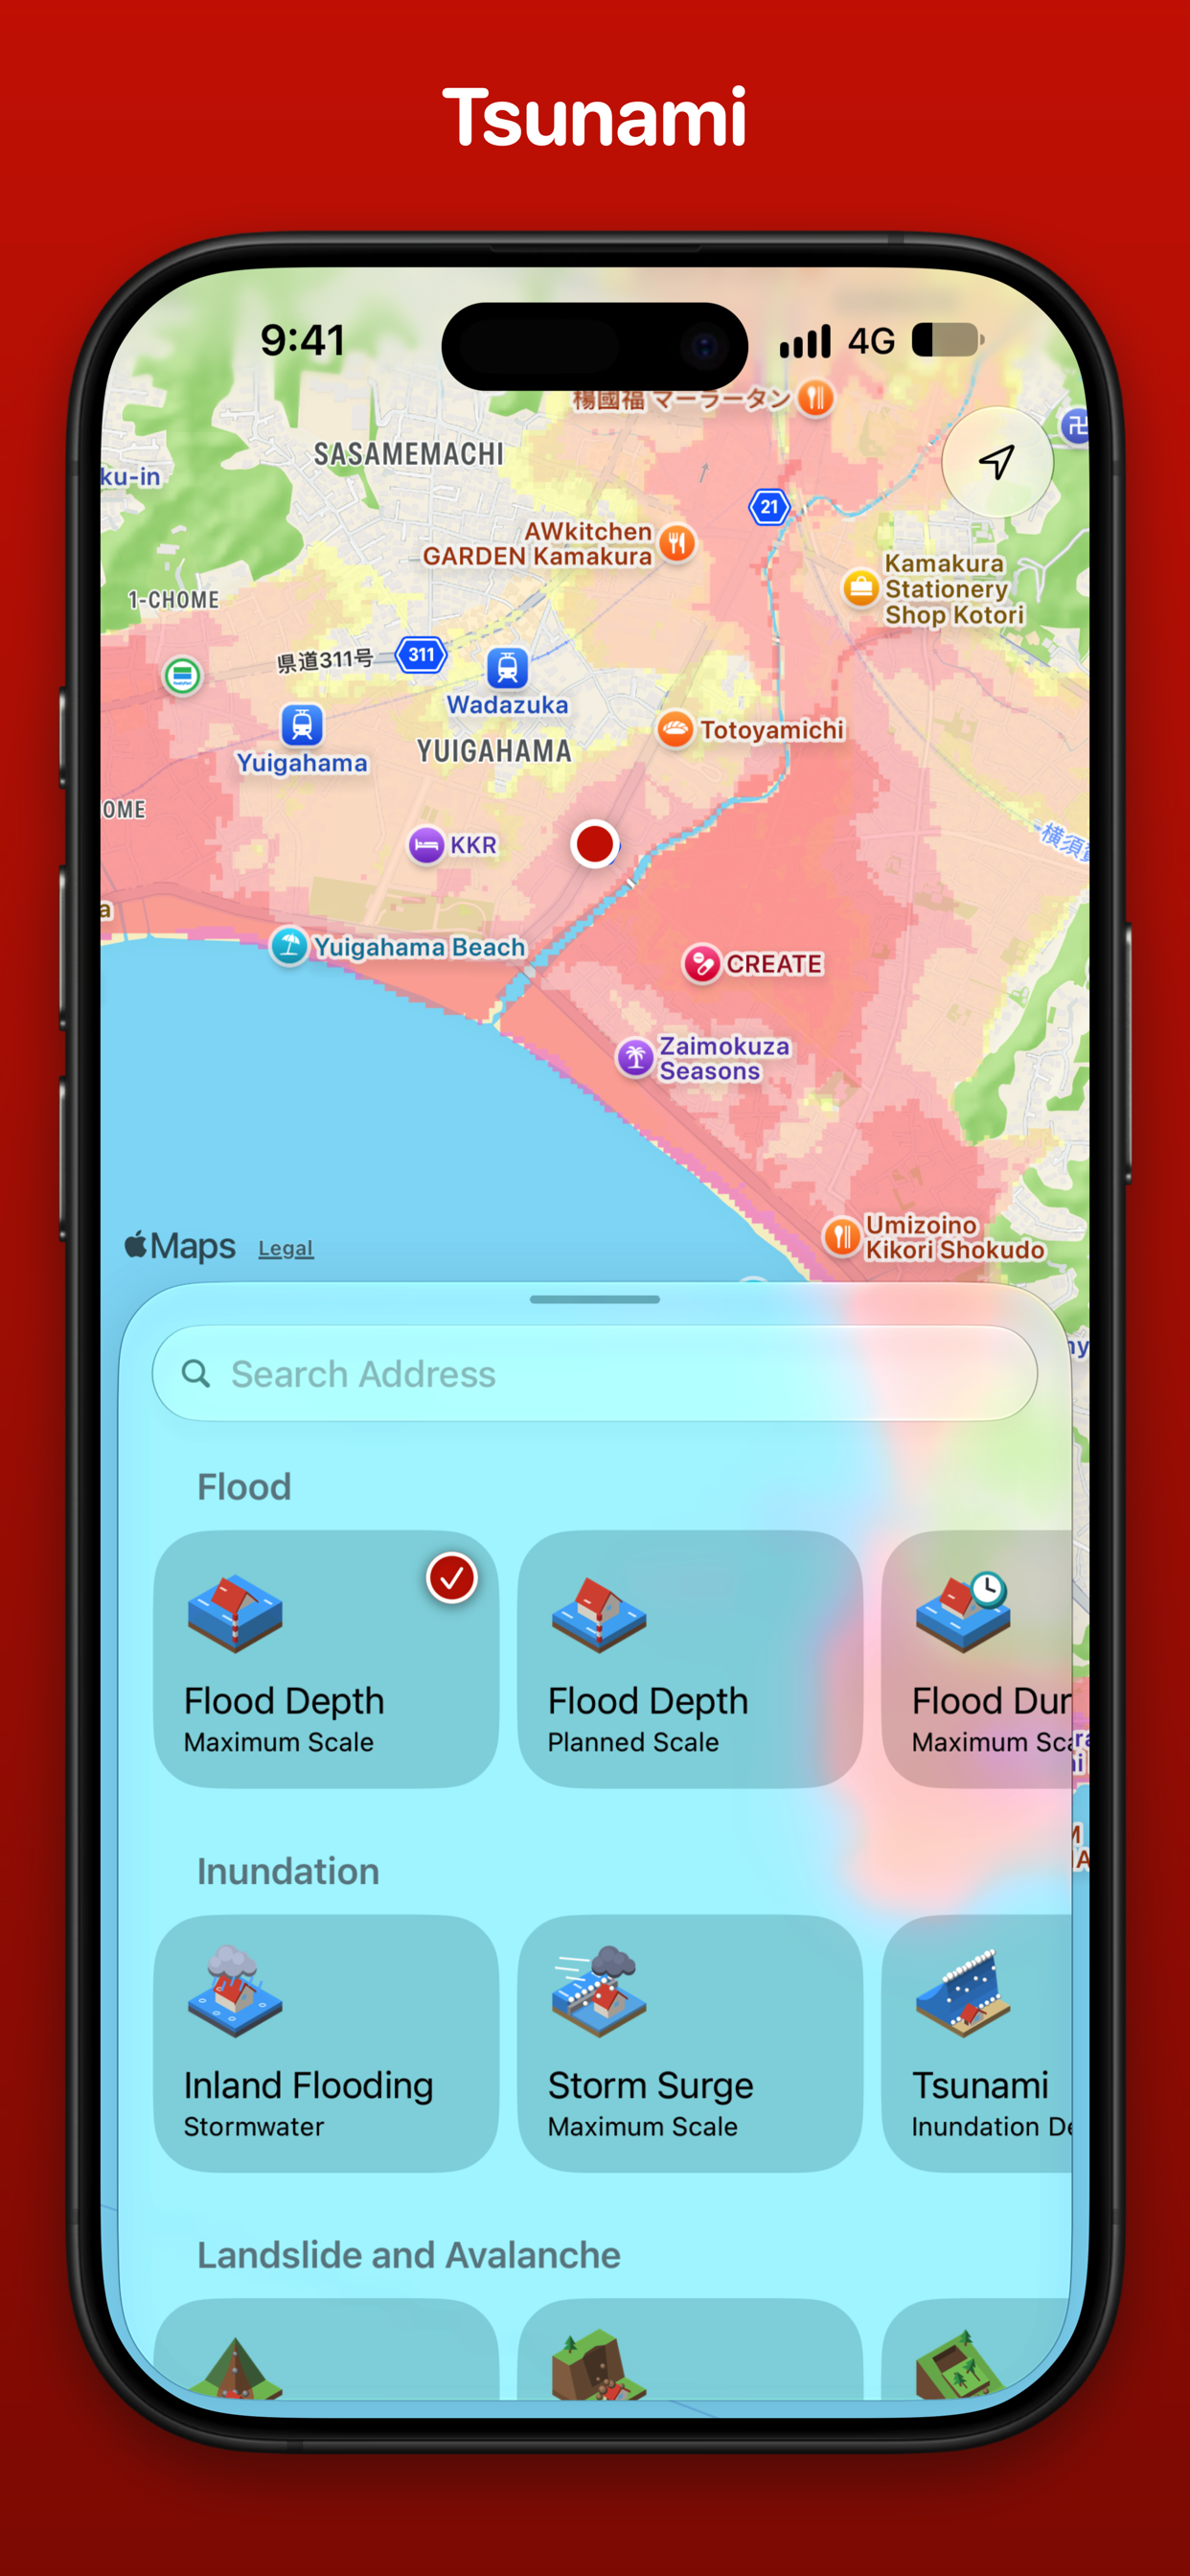 Tsunami
9:41
4G
楊國福 マーラータン
SASAMEMACHI
ku-in
21
AWkitchen
GARDEN Kamakura
Kamakura
Stationery
Shop Kotori
1-CHOME
県道311号
311
Wadazuka
Yuigahama
YUIGAHAMA
Totoyamichi
OME
KKR
横須賀
a
Yuigahama Beach
CREATE
Zaimokuza
Seasons
Umizoino
Kikori Shokudo
Maps
Legal
Search Address
Flood
Flood Depth
Maximum Scale
Flood Depth
Planned Scale
Flood Dur
Maximum Sca
Inundation
Inland Flooding
Stormwater
Storm Surge
Maximum Scale
Tsunami
Inundation De
Landslide and Avalanche